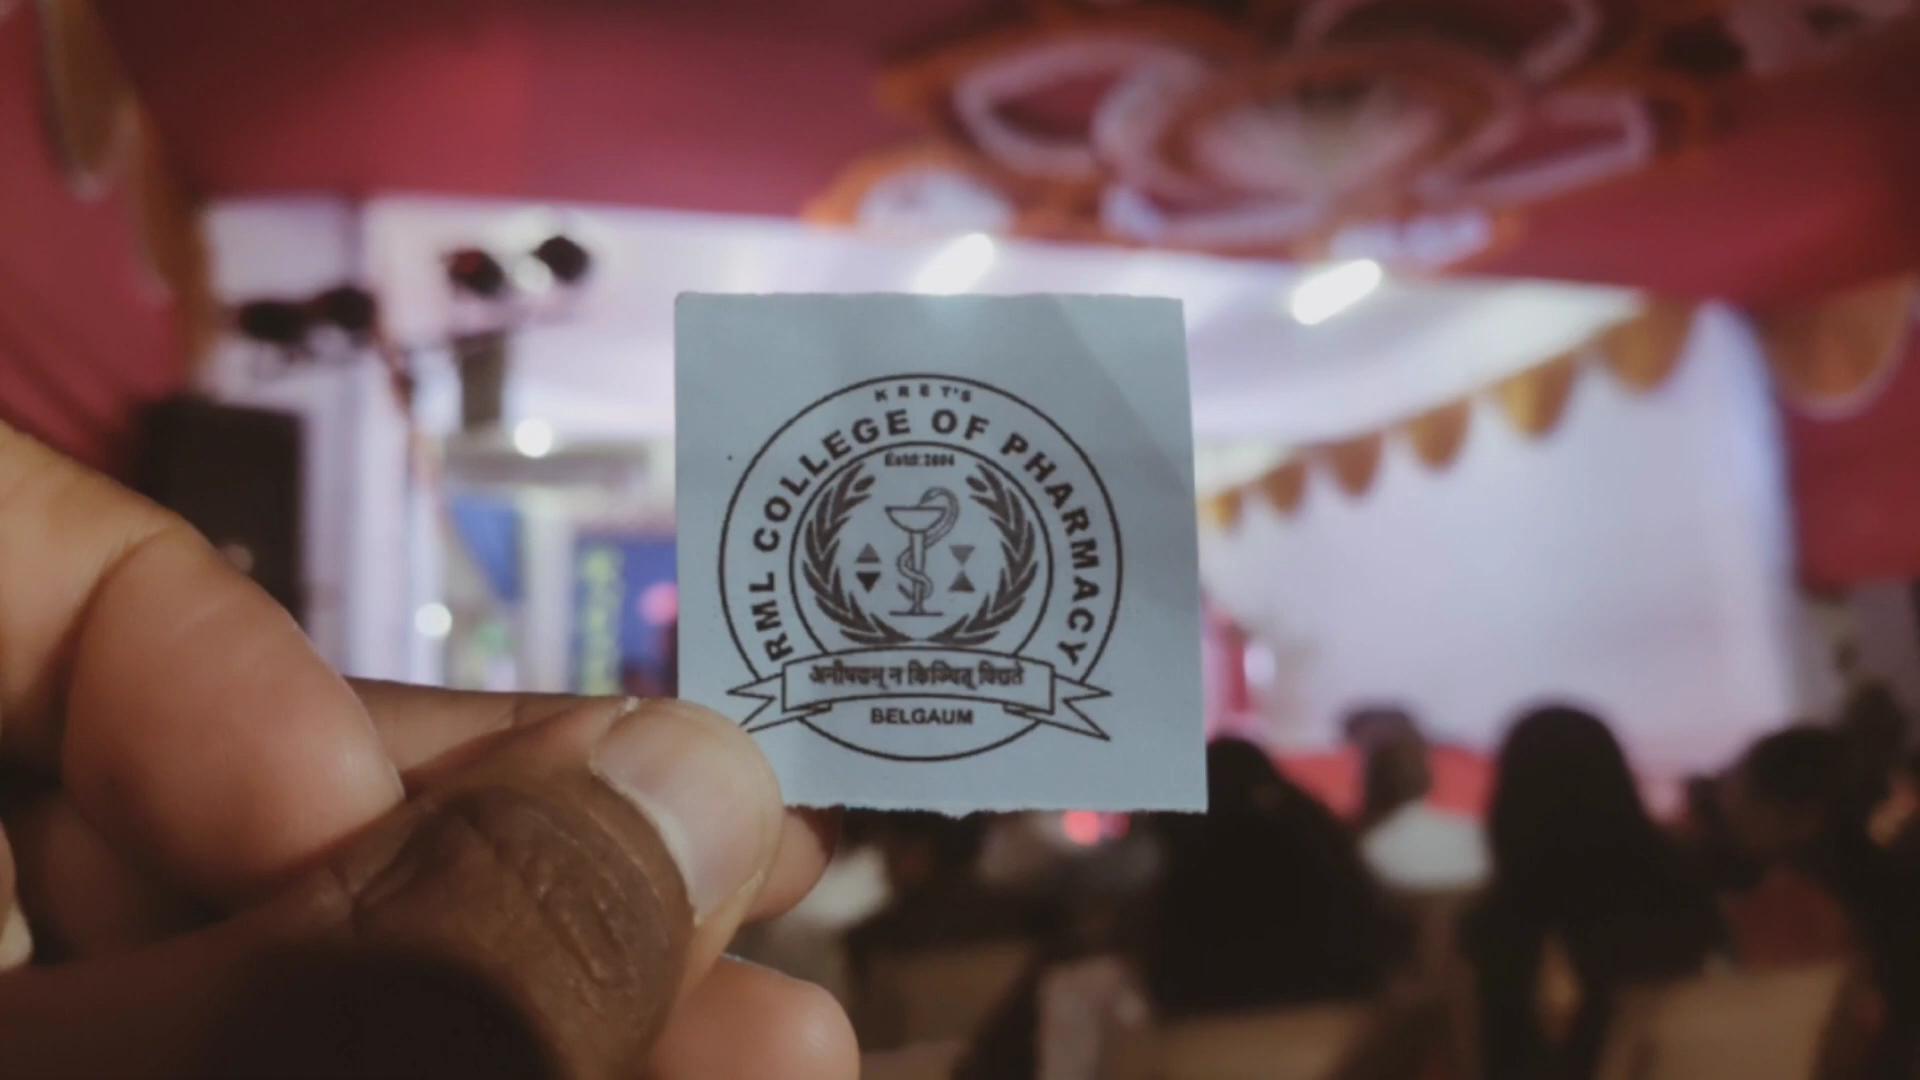 KRET'S
RML COLLEGE OF PHARMACY
Estd:2004
अनौषधम् न किञ्चित् विद्यते
BELGAUM